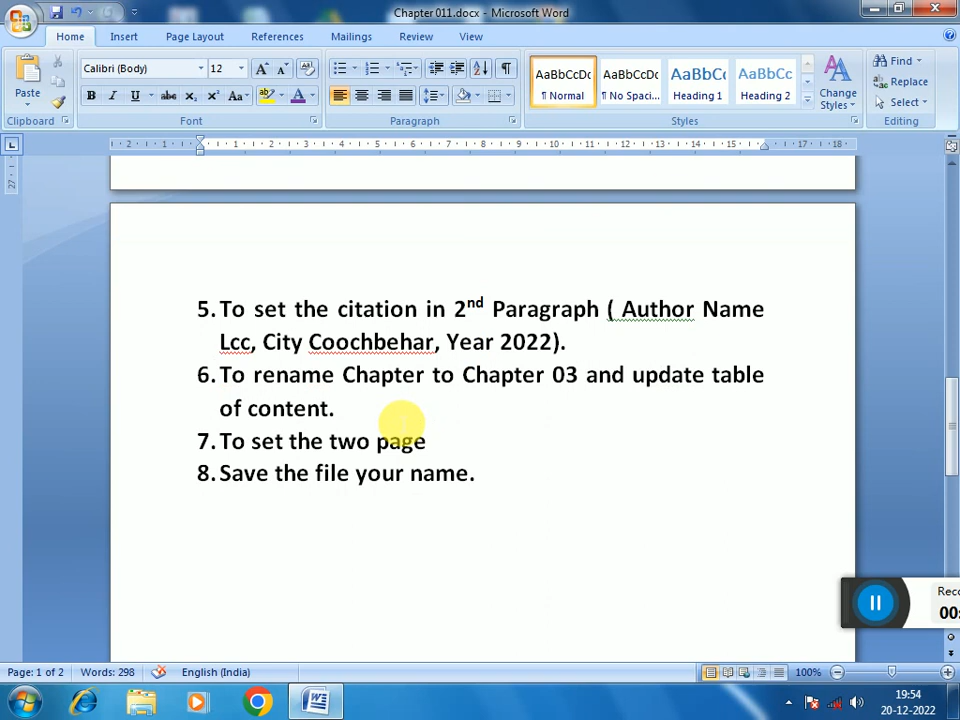 Chapter 011.docx - Microsoft Word
Home Insert Page Layout References Mailings Review View
Paste
Calibri (Body) 12
AaBbCcDc AaBbCcDc AaBbCc AaBbCc
¶ Normal ¶ No Spaci... Heading 1 Heading 2
Change Styles
Find
Replace
Select
Clipboard Font Paragraph Styles Editing
5. To set the citation in 2nd Paragraph ( Author Name
Lcc, City Coochbehar, Year 2022).
6. To rename Chapter to Chapter 03 and update table
of content.
7. To set the two page
8. Save the file your name.
Page: 1 of 2 Words: 298 English (India) 100%
19:54
20-12-2022